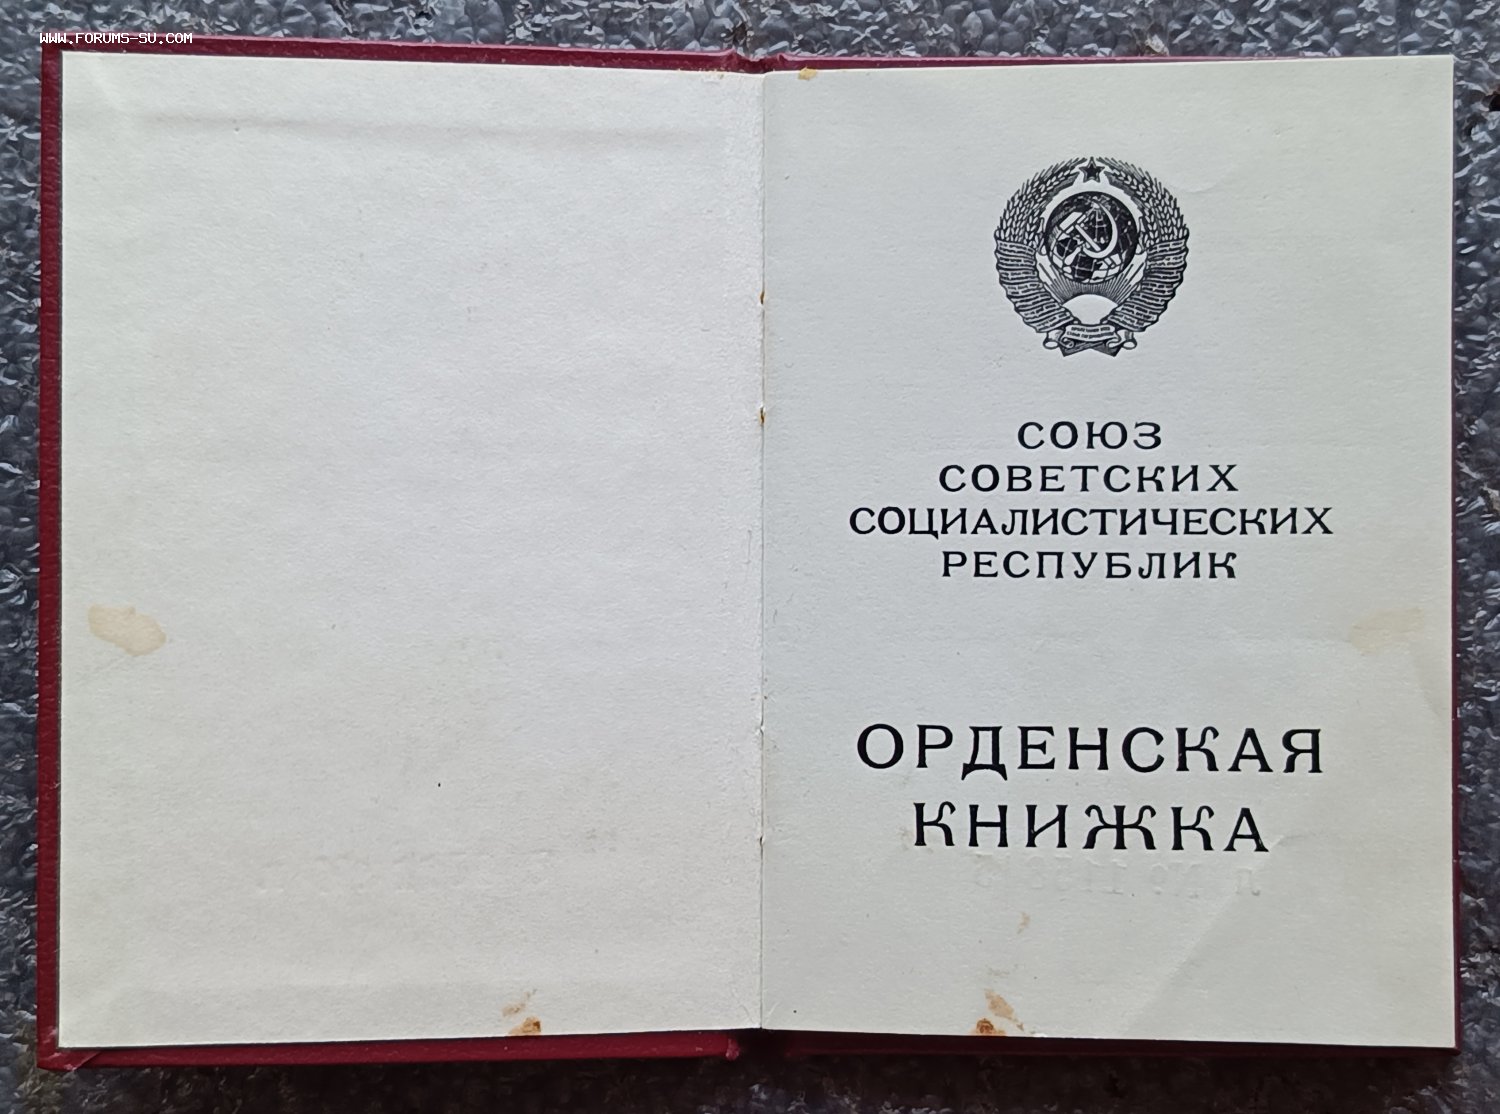 WWW.FORUMS-SU.COM
СОЮЗ
СОВЕТСКИХ
СОЦИАЛИСТИЧЕСКИХ
РЕСПУБЛИК
ОРДЕНСКАЯ
КНИЖКА